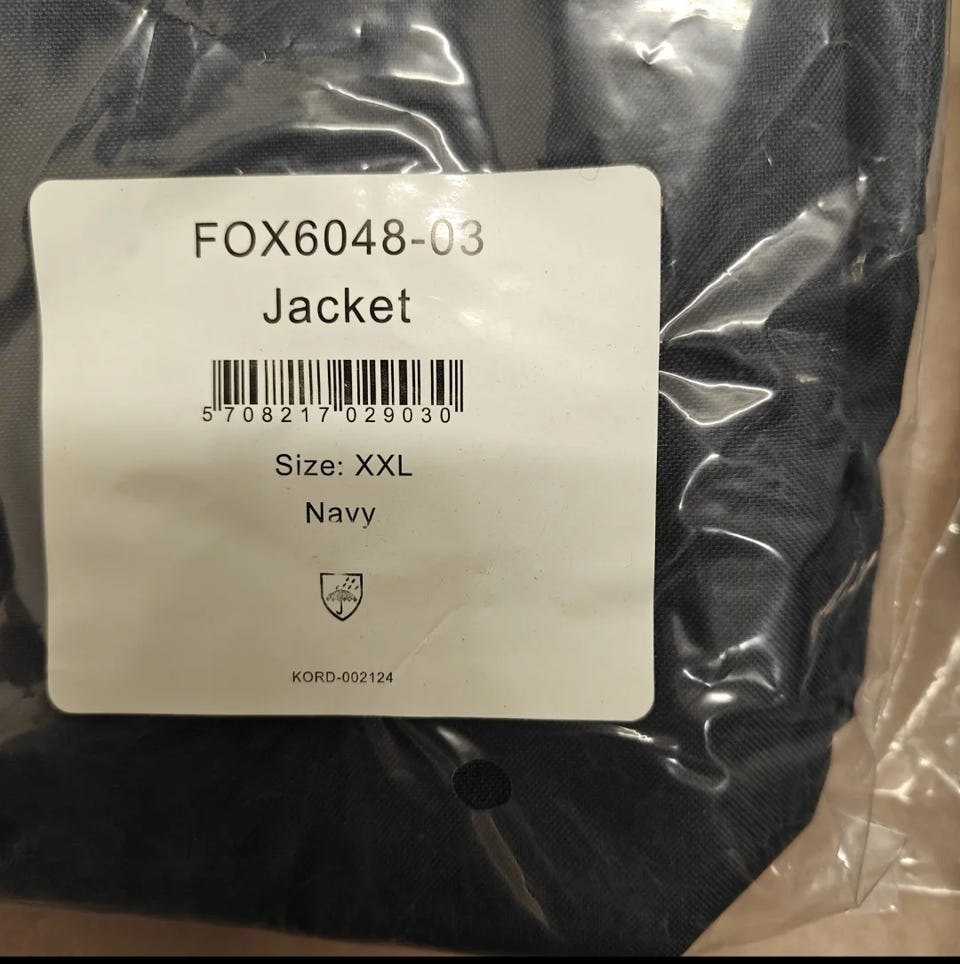 FOX6048-03
Jacket
5 708217 029030
Size: XXL
Navy
KORD-002124